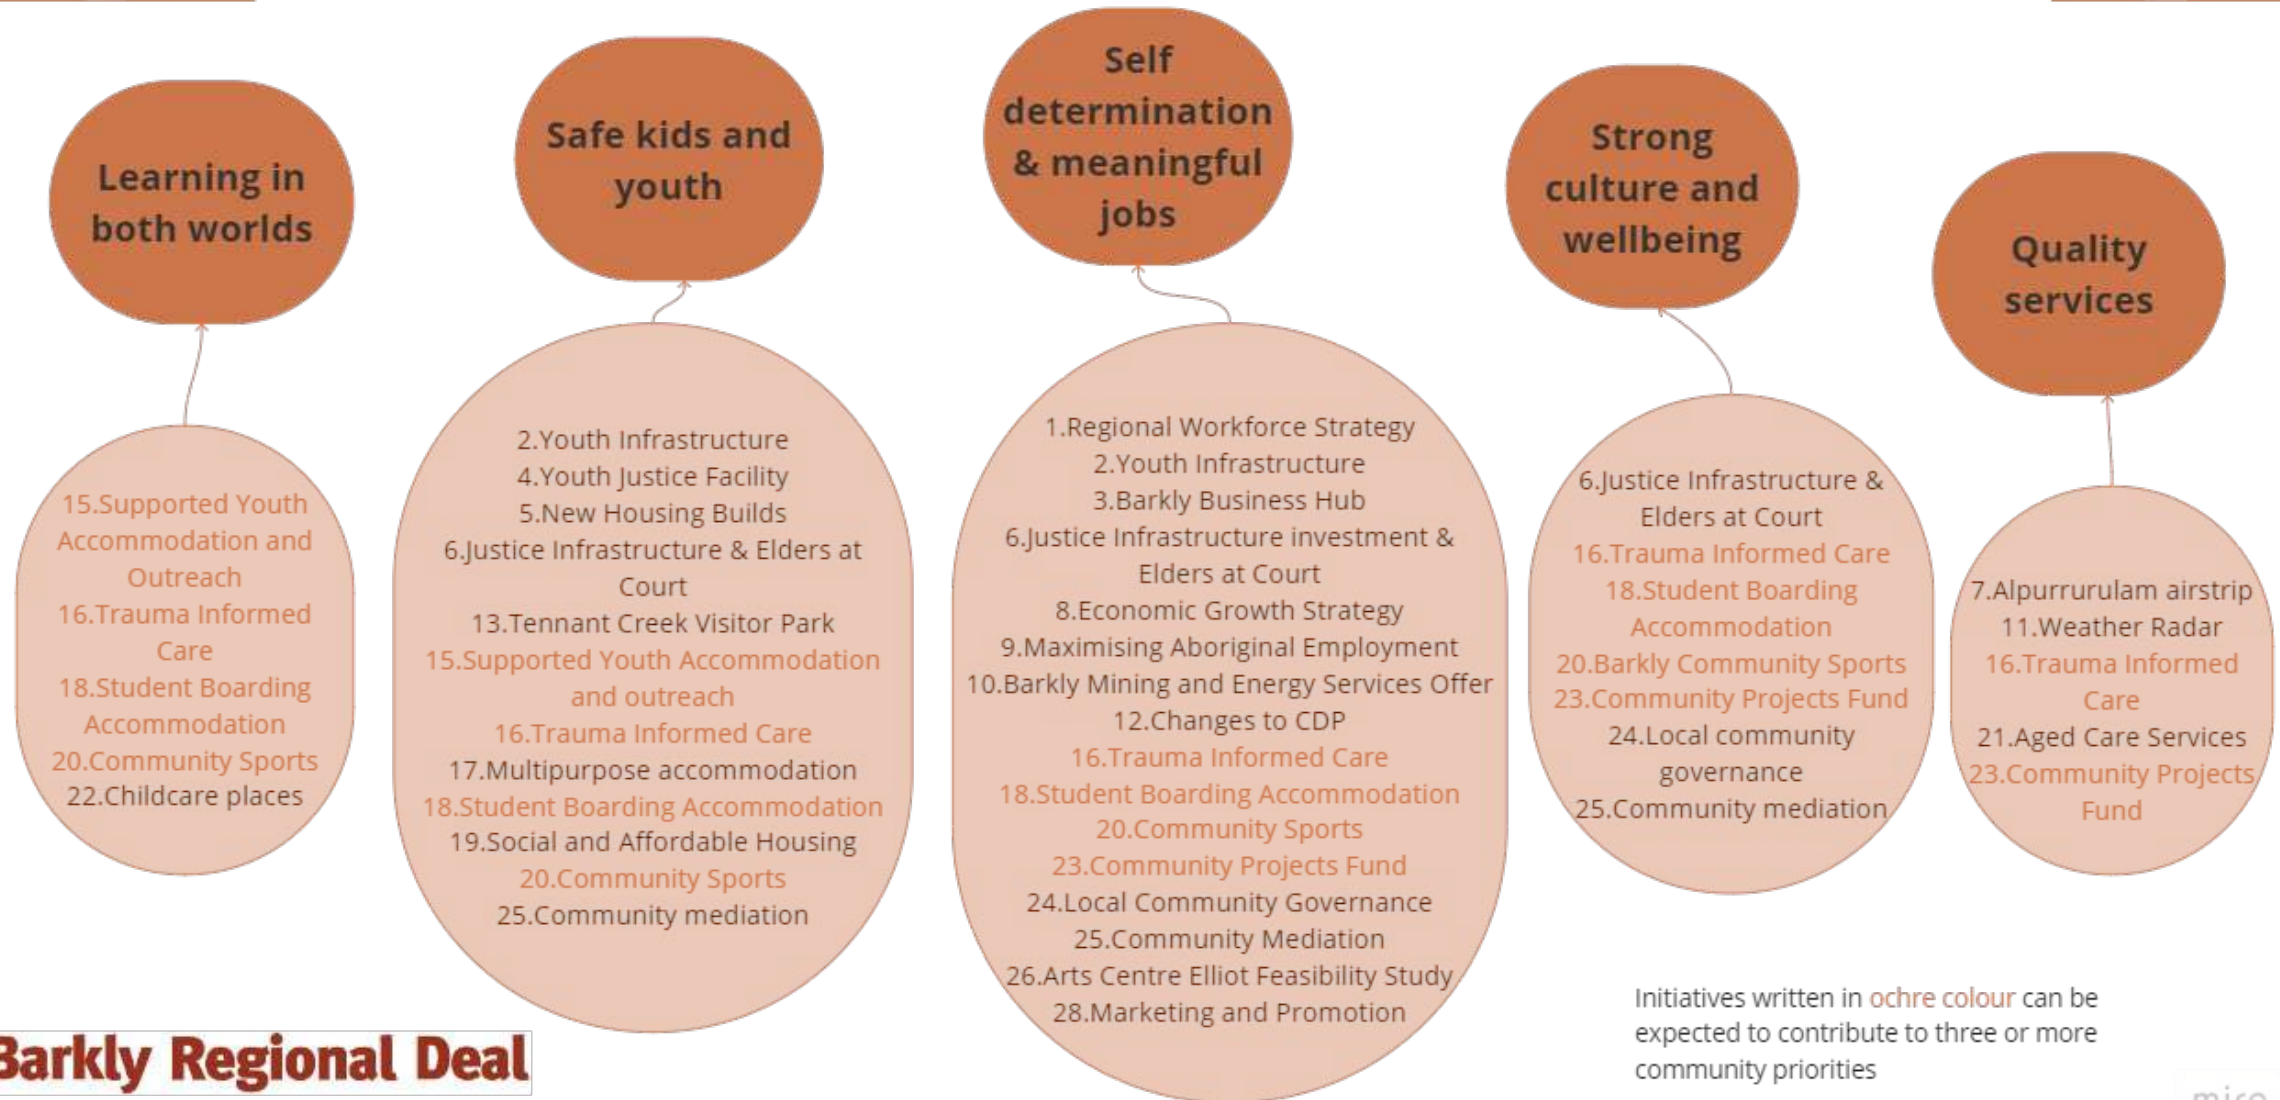 Learning in
both worlds
Safe kids and
youth
Self
determination
& meaningful
jobs
Strong
culture and
wellbeing
Quality
services
15.Supported Youth
Accommodation and
Outreach
16.Trauma Informed
Care
18.Student Boarding
Accommodation
20.Community Sports
22.Childcare places
2.Youth Infrastructure
4.Youth Justice Facility
5.New Housing Builds
6.Justice Infrastructure & Elders at
Court
13.Tennant Creek Visitor Park
15.Supported Youth Accommodation
and outreach
16.Trauma Informed Care
17.Multipurpose accommodation
18.Student Boarding Accommodation
19.Social and Affordable Housing
20.Community Sports
25.Community mediation
1.Regional Workforce Strategy
2.Youth Infrastructure
3.Barkly Business Hub
6.Justice Infrastructure investment &
Elders at Court
8.Economic Growth Strategy
9.Maximising Aboriginal Employment
10.Barkly Mining and Energy Services Offer
12.Changes to CDP
16.Trauma Informed Care
18.Student Boarding Accommodation
20.Community Sports
23.Community Projects Fund
24.Local Community Governance
25.Community Mediation
26.Arts Centre Elliot Feasibility Study
28.Marketing and Promotion
6.Justice Infrastructure &
Elders at Court
16.Trauma Informed Care
18.Student Boarding
Accommodation
20.Barkly Community Sports
23.Community Projects Fund
24.Local community
governance
25.Community mediation
7.Alpurrurulam airstrip
11.Weather Radar
16.Trauma Informed
Care
21.Aged Care Services
23.Community Projects
Fund
Initiatives written in ochre colour can be
expected to contribute to three or more
community priorities
Barkly Regional Deal
miro